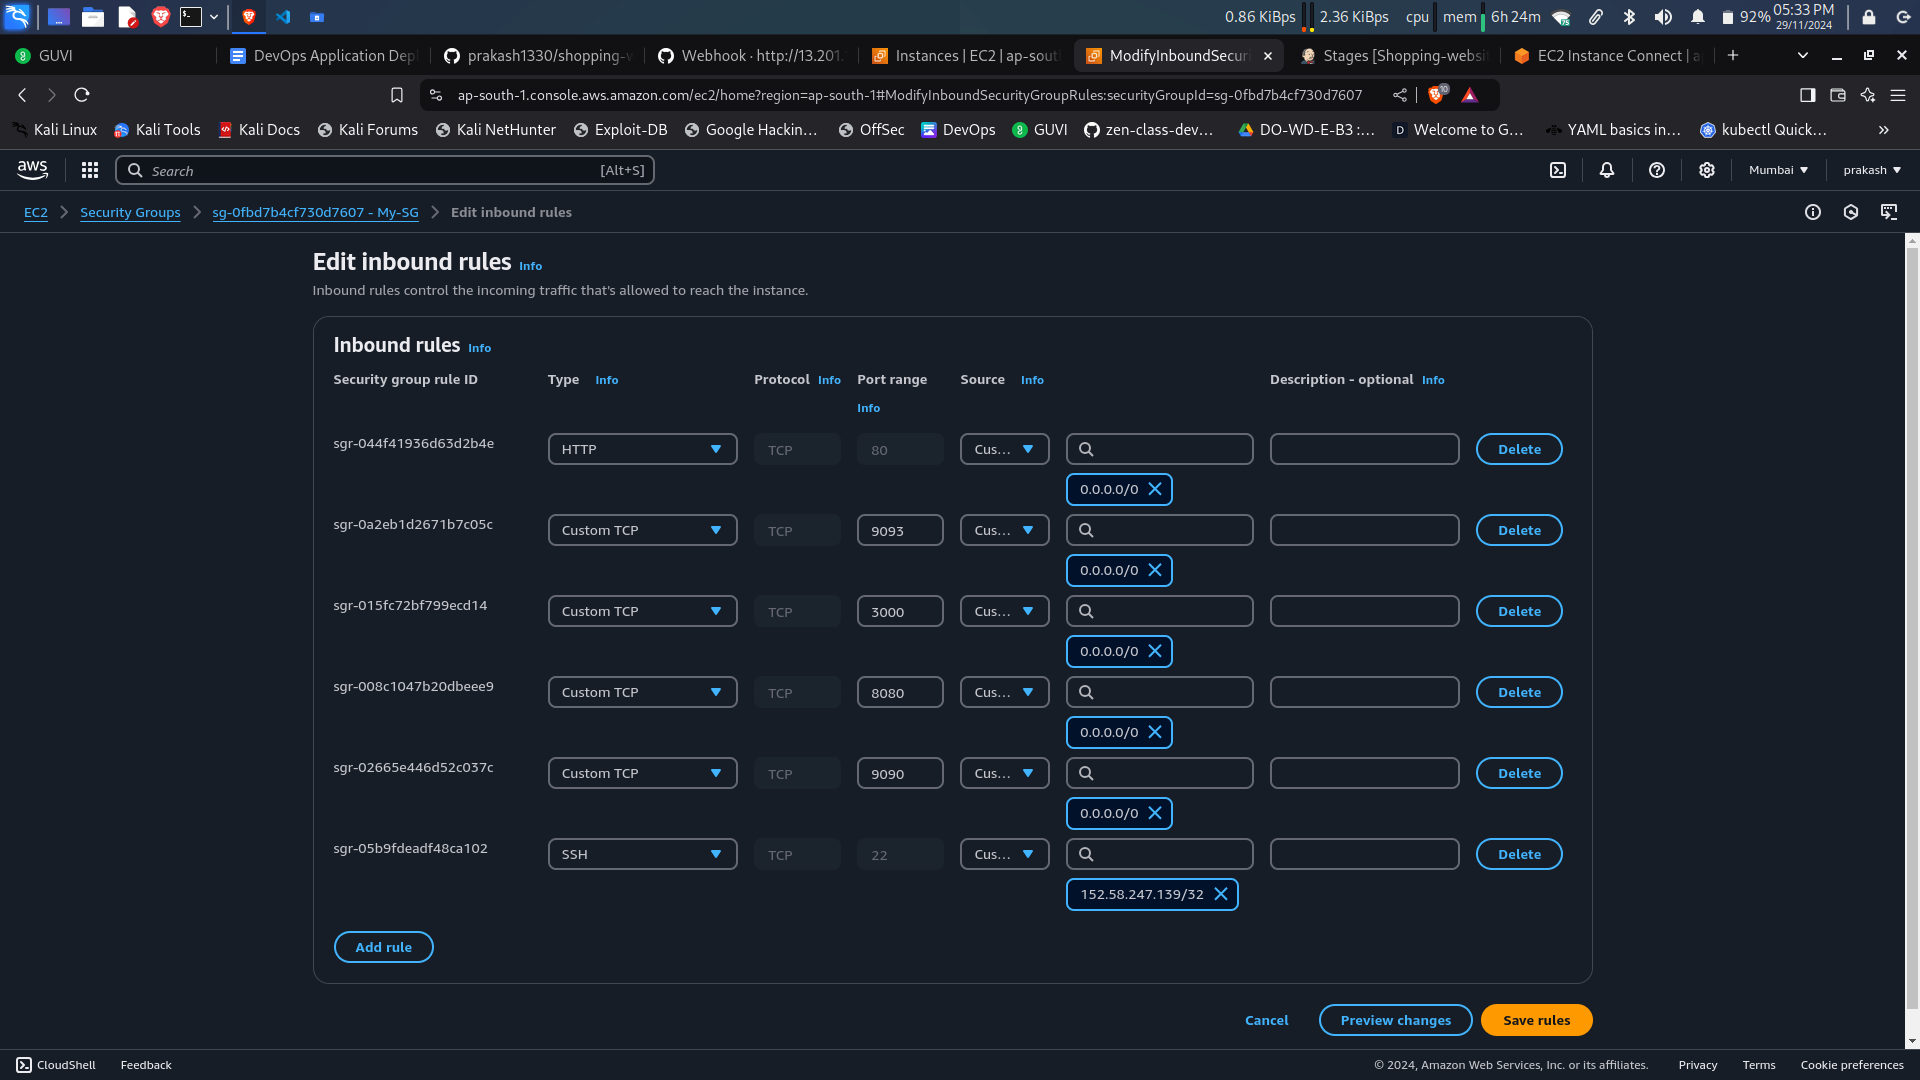 0.86 KiBps 2.36 KiBps cpu mem 6h 24m 92% 05:33 PM
29/11/2024
GUVI DevOps Application Dep prakash1330/shopping-v Webhook · http://13.201. Instances | EC2 | ap-sout ModifyInboundSecuri Stages [Shopping-websi EC2 Instance Connect | a
ap-south-1.console.aws.amazon.com/ec2/home?region=ap-south-1#ModifyInboundSecurityGroupRules:securityGroupId=sg-0fbd7b4cf730d7607 10
Kali Linux Kali Tools Kali Docs Kali Forums Kali NetHunter Exploit-DB Google Hackin... OffSec DevOps GUVI zen-class-dev... DO-WD-E-B3 :... Welcome to G... YAML basics in... kubectl Quick...
aws Search [Alt+S] Mumbai prakash
EC2 Security Groups sg-0fbd7b4cf730d7607 - My-SG Edit inbound rules
Edit inbound rules Info
Inbound rules control the incoming traffic that's allowed to reach the instance.
Inbound rules Info
Security group rule ID Type Info Protocol Info Port range Source Info Description - optional Info
Info
sgr-044f41936d63d2b4e HTTP TCP 80 Cus... Delete
0.0.0.0/0
sgr-0a2eb1d2671b7c05c Custom TCP TCP 9093 Cus... Delete
0.0.0.0/0
sgr-015fc72bf799ecd14 Custom TCP TCP 3000 Cus... Delete
0.0.0.0/0
sgr-008c1047b20dbeee9 Custom TCP TCP 8080 Cus... Delete
0.0.0.0/0
sgr-02665e446d52c037c Custom TCP TCP 9090 Cus... Delete
0.0.0.0/0
sgr-05b9fdeadf48ca102 SSH TCP 22 Cus... Delete
152.58.247.139/32
Add rule
Cancel Preview changes Save rules
CloudShell Feedback © 2024, Amazon Web Services, Inc. or its affiliates. Privacy Terms Cookie preferences